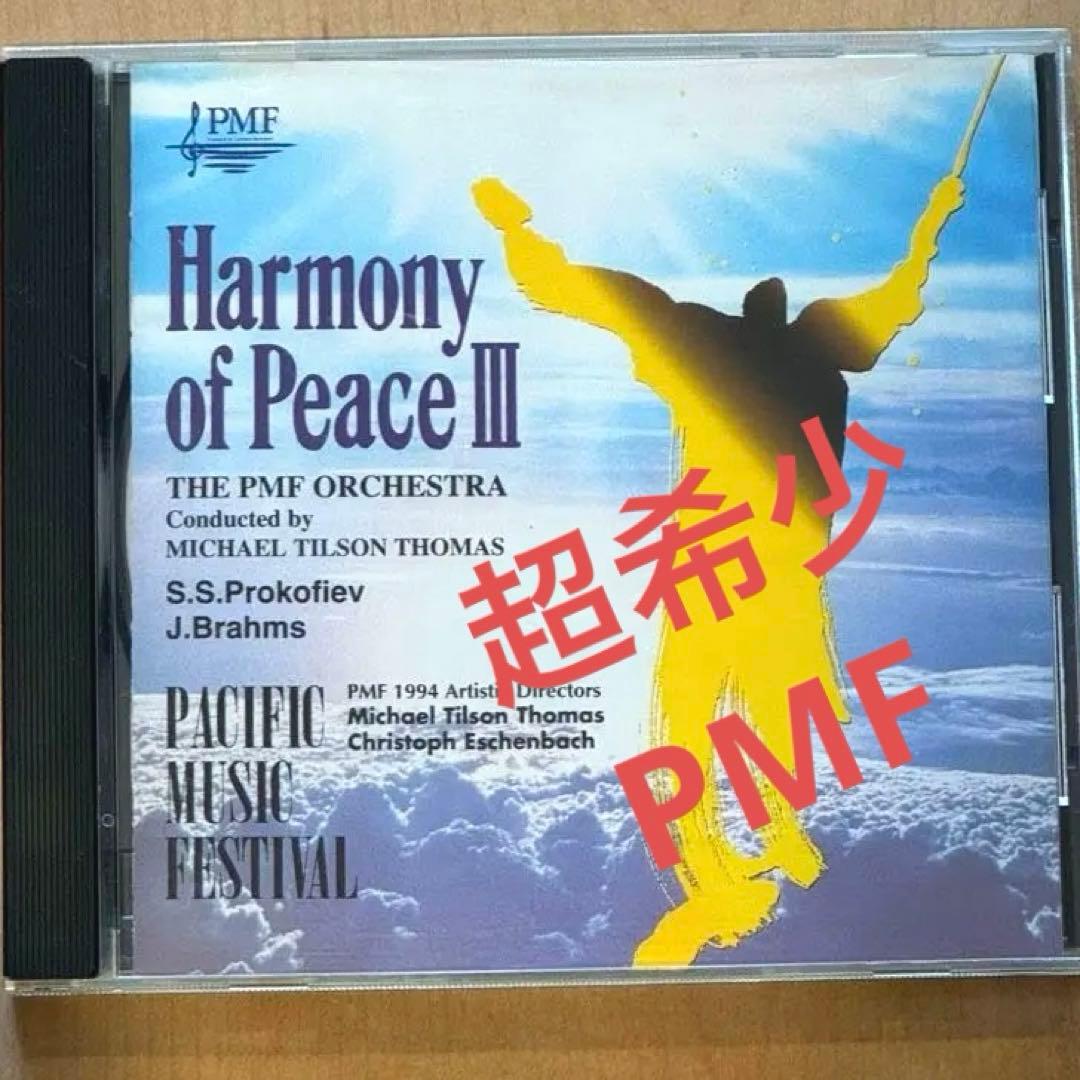 PMF
Harmony
of Peace III
THE PMF ORCHESTRA
Conducted by
MICHAEL TILSON THOMAS
S.S.Prokofiev
J.Brahms
PACIFIC
MUSIC
FESTIVAL
PMF 1994 Artistic Directors
Michael Tilson Thomas
Christoph Eschenbach
超希少
PMF